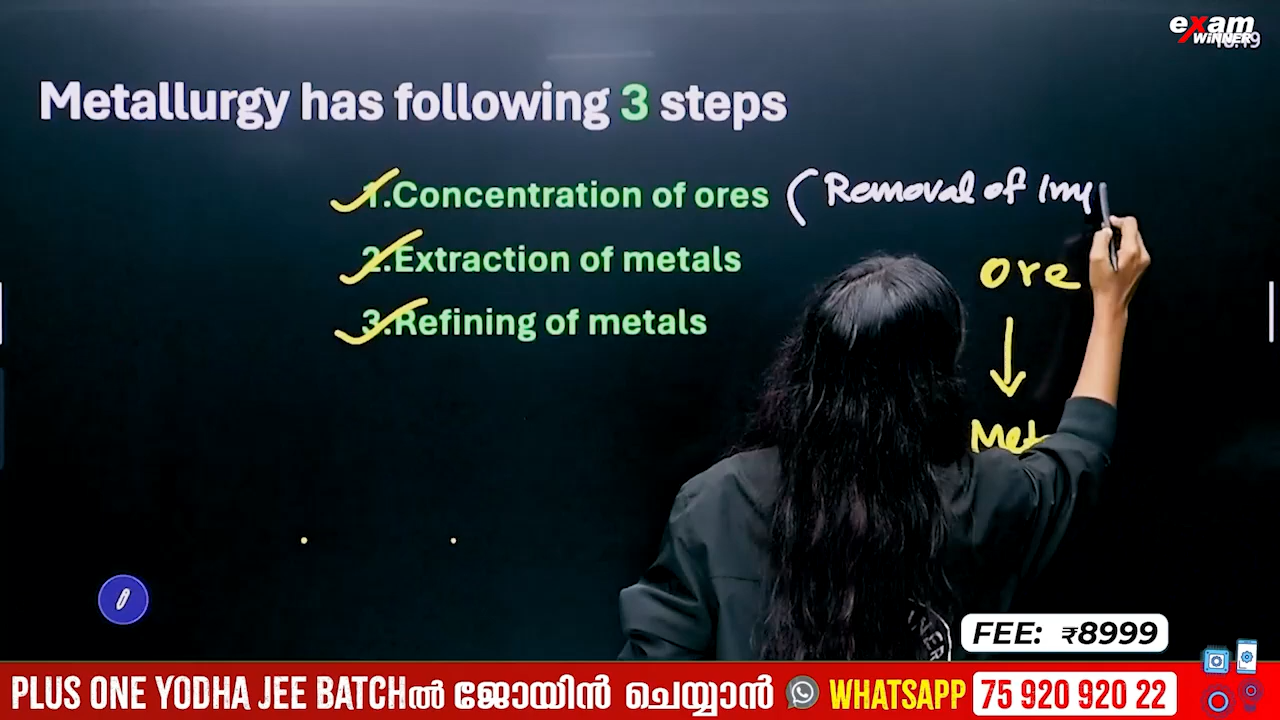 exam
WiNNER
Metallurgy has following 3 steps
1.Concentration of ores (Removal of Imp
2.Extraction of metals
3.Refining of metals
ore
Met
FEE: ₹8999
PLUS ONE YODHA JEE BATCHൽ ജോയിൻ ചെയ്യാൻ WHATSAPP 75 920 920 22